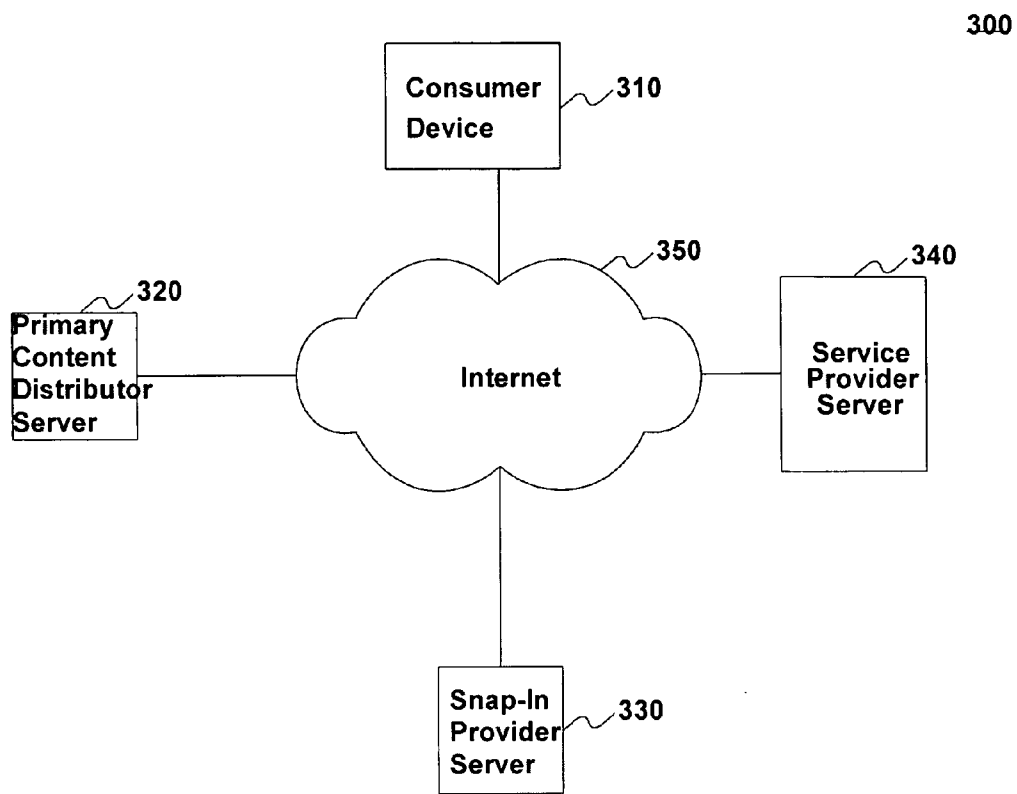 300
Consumer
Device
310
350
340
320
Primary
Content
Distributor
Server
Internet
Service
Provider
Server
Snap-In
Provider
Server
330